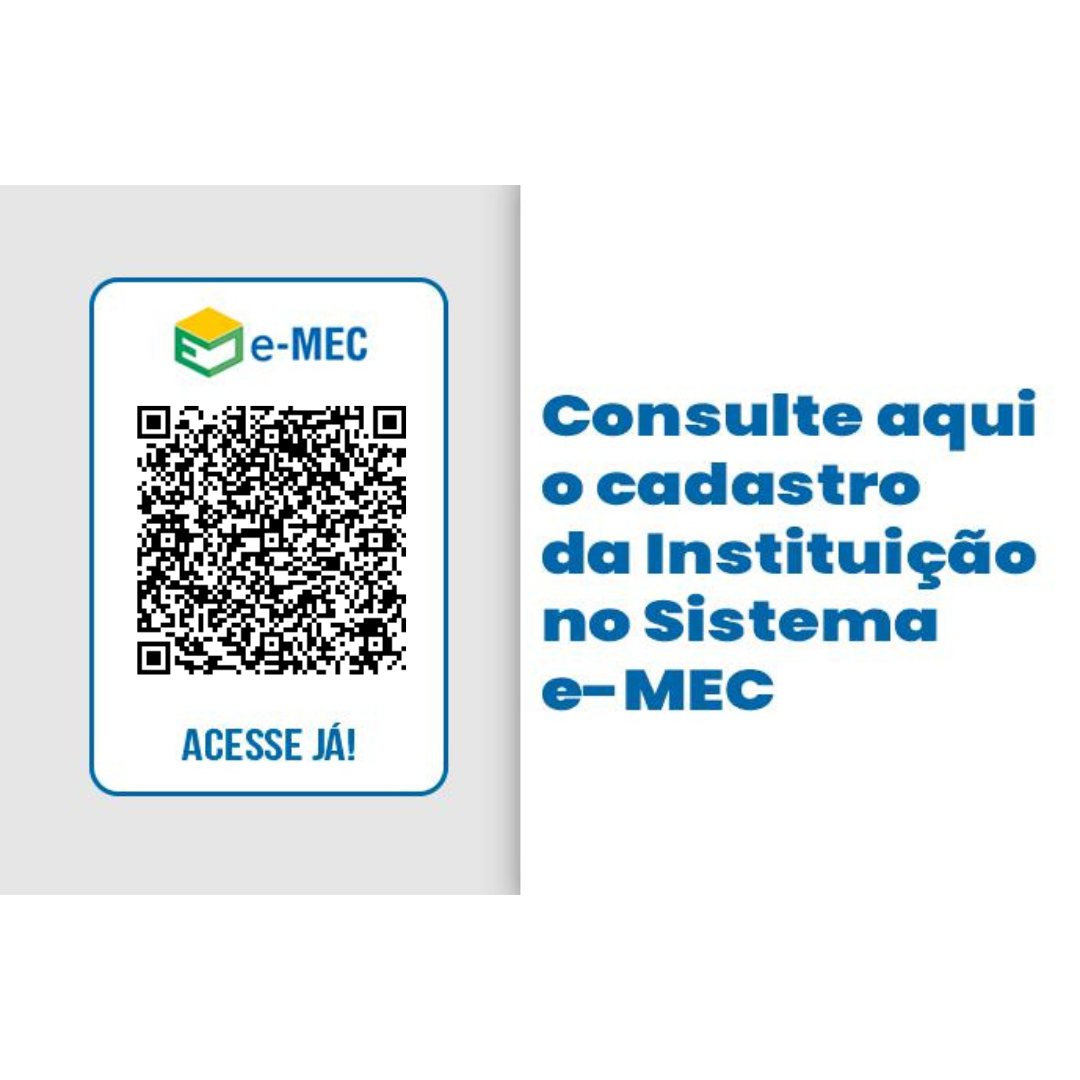 e-MEC
ACESSE JÁ!
Consulte aqui
o cadastro
da Instituição
no Sistema
e-MEC